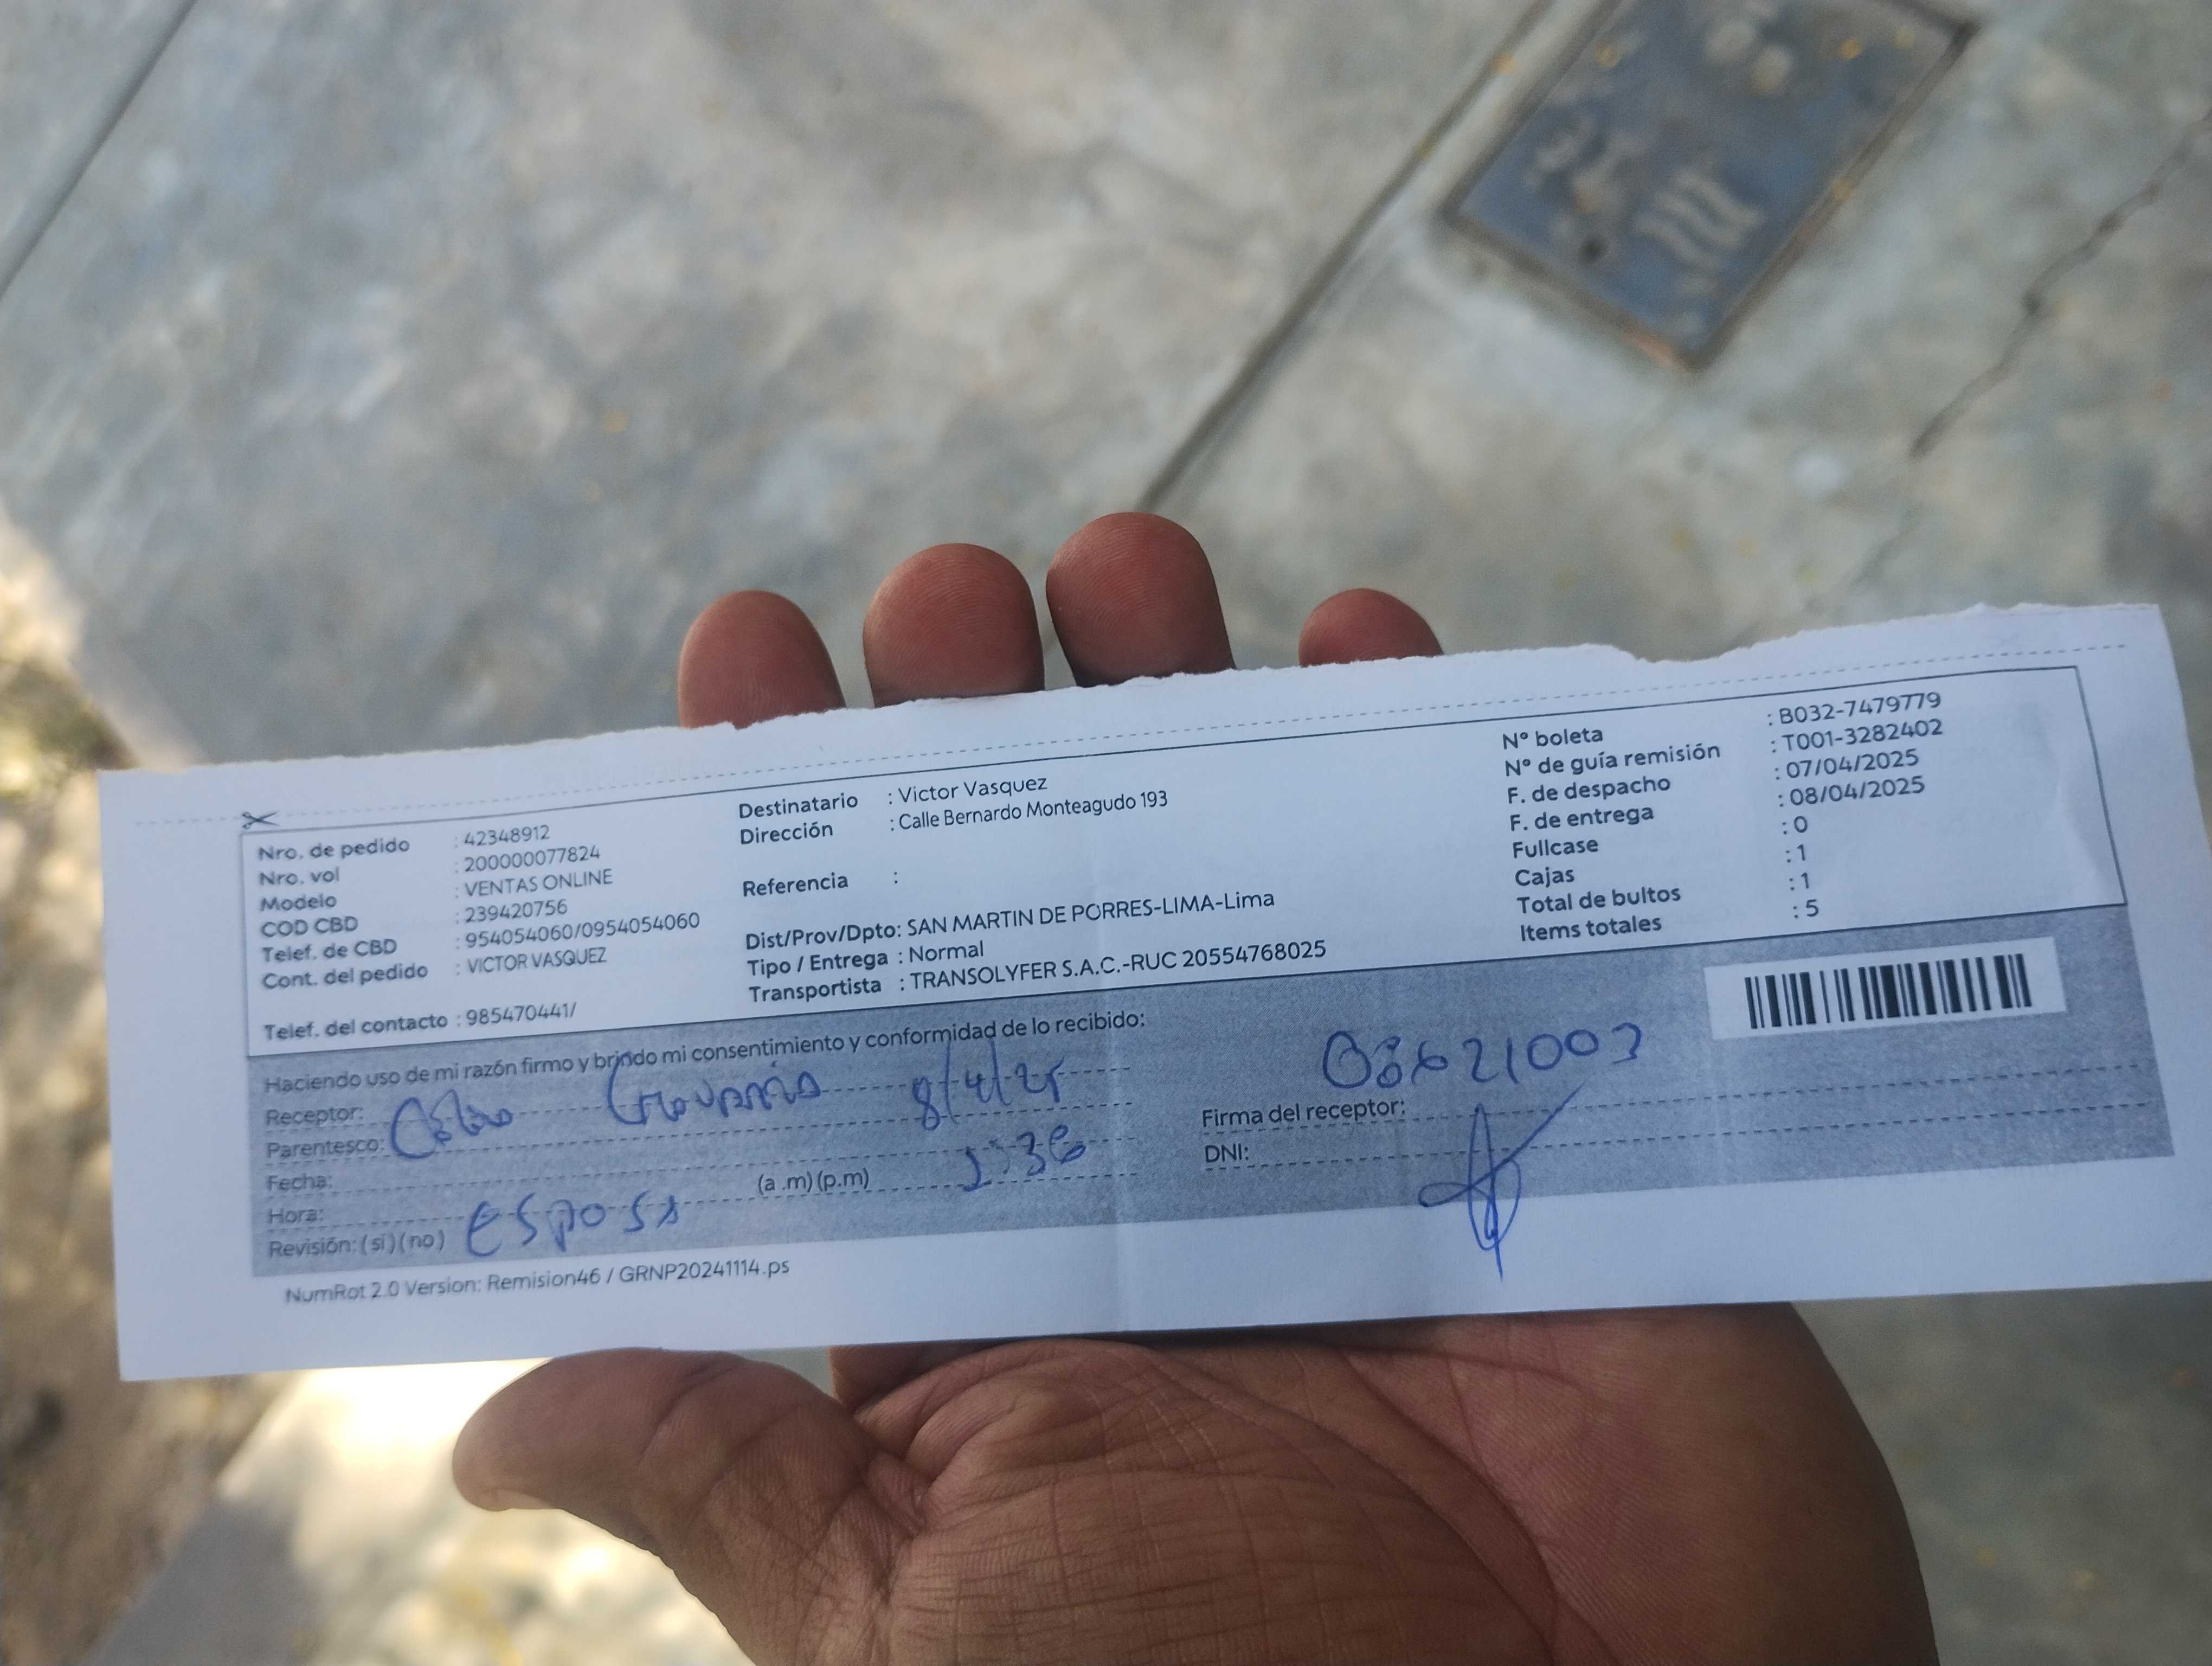 Nro. de pedido : 42348912
Nro. vol : 200000077824
Modelo : VENTAS ONLINE
COD CBD : 239420756
Telef. de CBD : 954054060/0954054060
Cont. del pedido : VICTOR VASQUEZ
Telef. del contacto : 985470441/
Destinatario : Victor Vasquez
Dirección : Calle Bernardo Monteagudo 193
Referencia :
Dist/Prov/Dpto: SAN MARTIN DE PORRES-LIMA-Lima
Tipo / Entrega : Normal
Transportista : TRANSOLYFER S.A.C.-RUC 20554768025
N° boleta : B032-7479779
N° de guía remisión : T001-3282402
F. de despacho : 07/04/2025
F. de entrega : 08/04/2025
Fullcase : 0
Cajas : 1
Total de bultos : 1
Items totales : 5
Haciendo uso de mi razón firmo y brindo mi consentimiento y conformidad de lo recibido:
Receptor:
Parentesco: 8/4/25
Fecha:
Hora: (a .m)(p.m)
Revisión: (si)(no) Esposa
Firma del receptor:
DNI:
NumRot 2.0 Version: Remision46 / GRNP20241114.ps